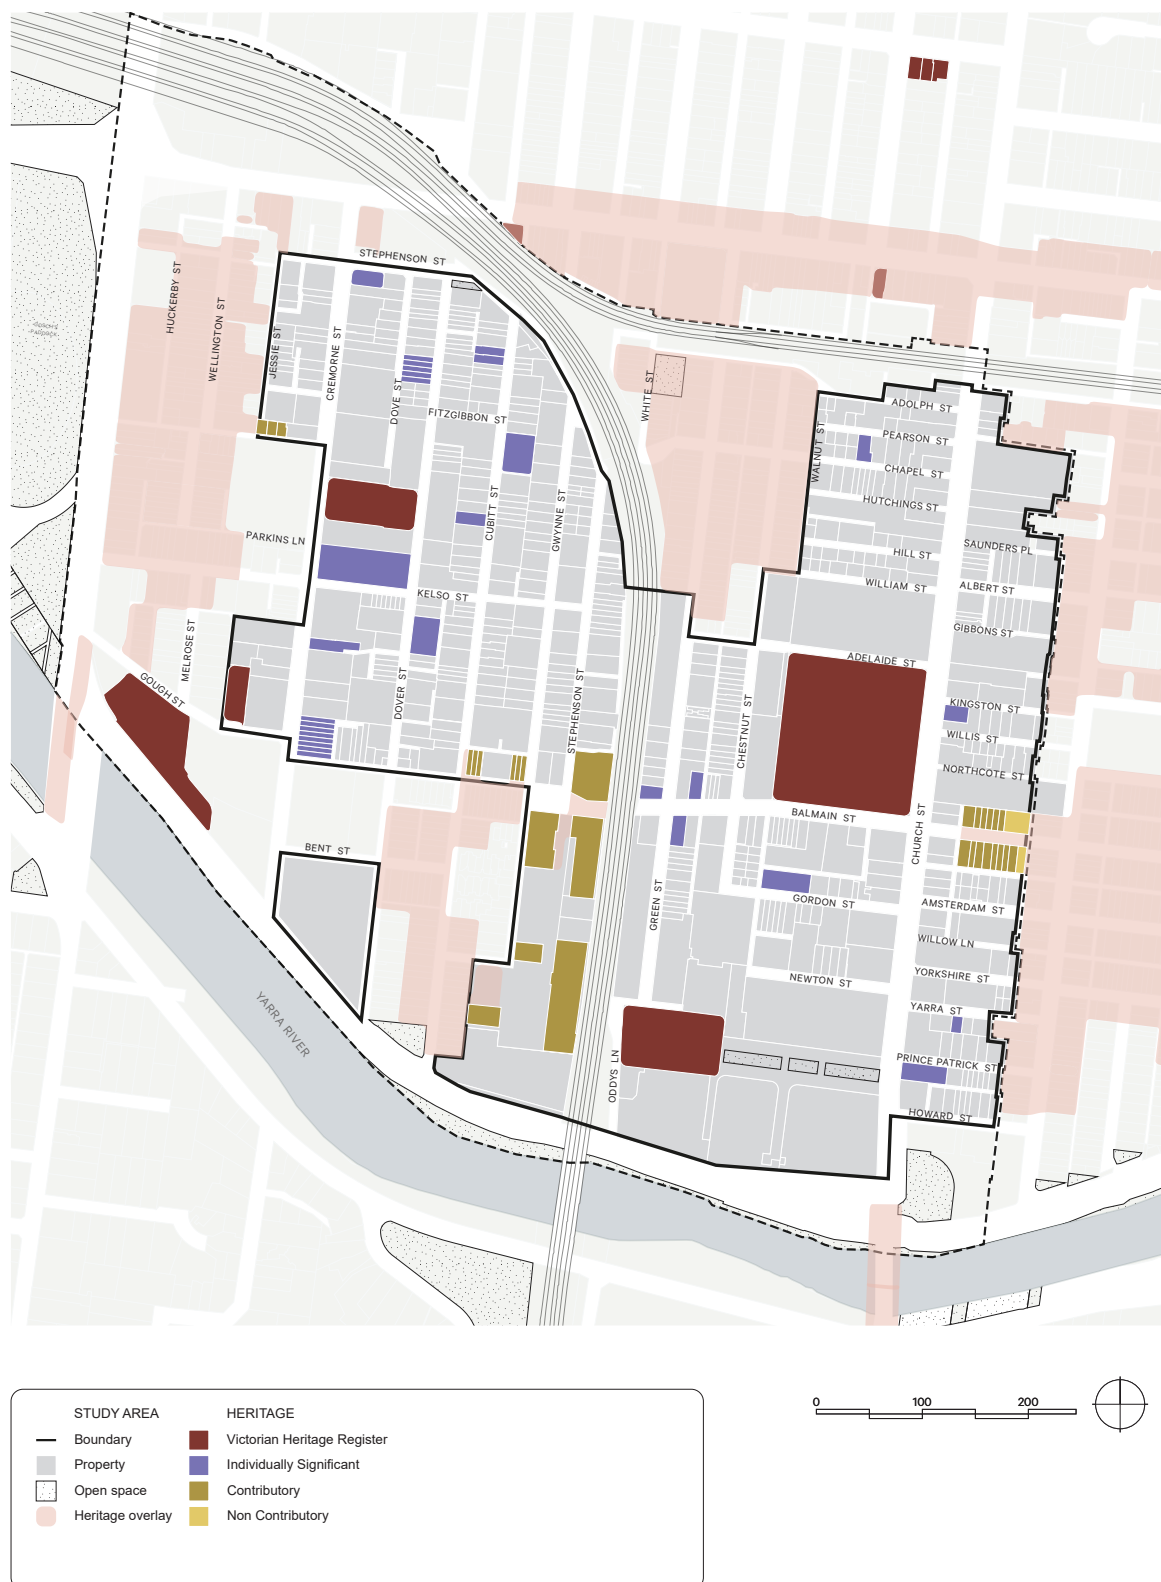 STEPHENSON ST
HUCKERBY ST
WELLINGTON ST
JESSIE ST
CREMORNE ST
DOVE ST
FITZGIBBON ST
WHITE ST
WALNUT ST
ADOLPH ST
PEARSON ST
CHAPEL ST
HUTCHINGS ST
CUBITT ST
GWYNNE ST
PARKINS LN
HILL ST
SAUNDERS PL
WILLIAM ST
ALBERT ST
KELSO ST
GIBBONS ST
MELROSE ST
GOUGH ST
DOVER ST
STEPHENSON ST
ADELAIDE ST
KINGSTON ST
CHESTNUT ST
WILLIS ST
NORTHCOTE ST
BALMAIN ST
CHURCH ST
BENT ST
GREEN ST
GORDON ST
AMSTERDAM ST
WILLOW LN
NEWTON ST
YORKSHIRE ST
YARRA ST
YARRA RIVER
ODDYS LN
PRINCE PATRICK ST
HOWARD ST
0 100 200
STUDY AREA
Boundary
Property
Open space
Heritage overlay
HERITAGE
Victorian Heritage Register
Individually Significant
Contributory
Non Contributory